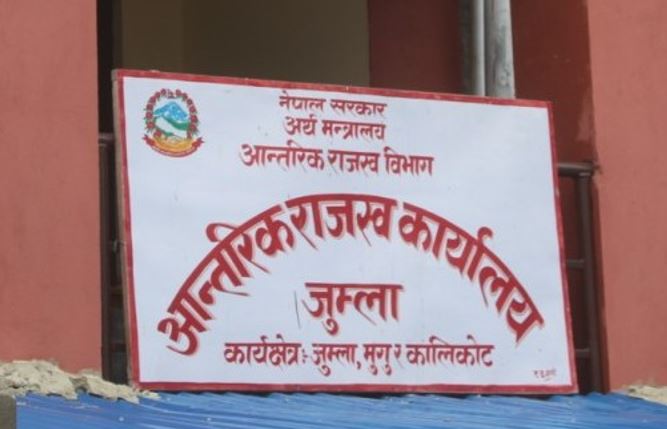 नेपाल सरकार
अर्थ मन्त्रालय
आन्तरिक राजस्व विभाग
आन्तरिक राजस्व कार्यालय
जुम्ला
कार्यक्षेत्र:- जुम्ला, मुगु र कालिकोट